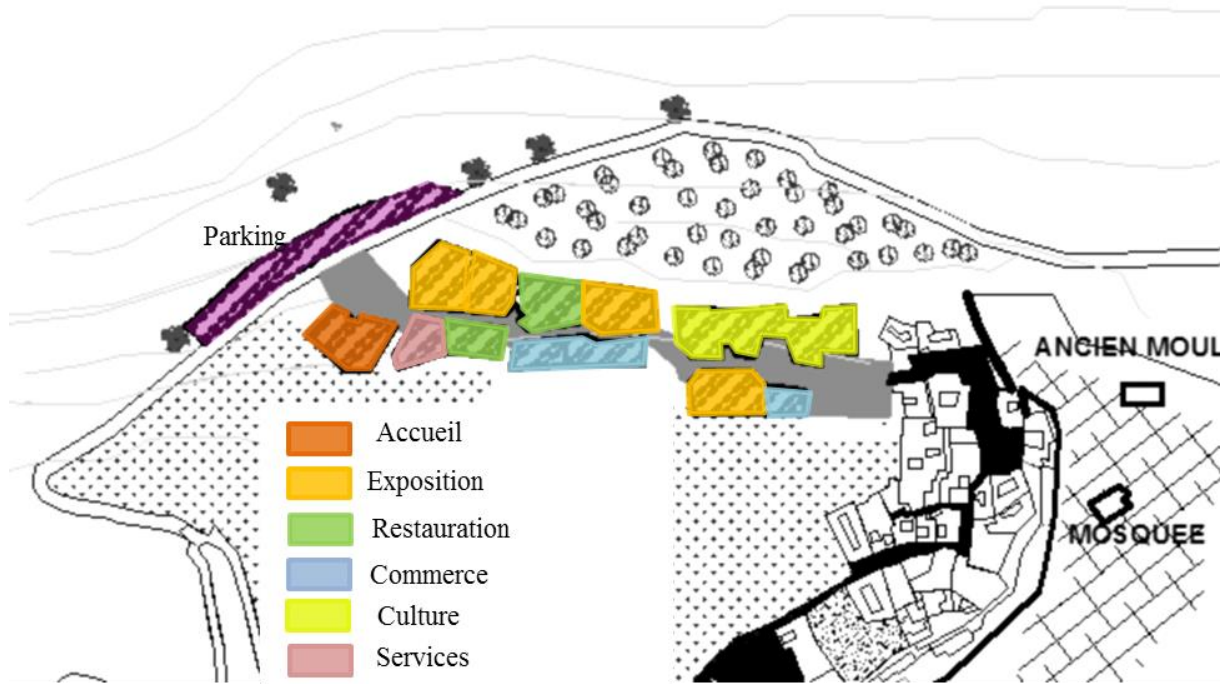 Parking
ANCIEN MOUL
MOSQUEE
Accueil
Exposition
Restauration
Commerce
Culture
Services